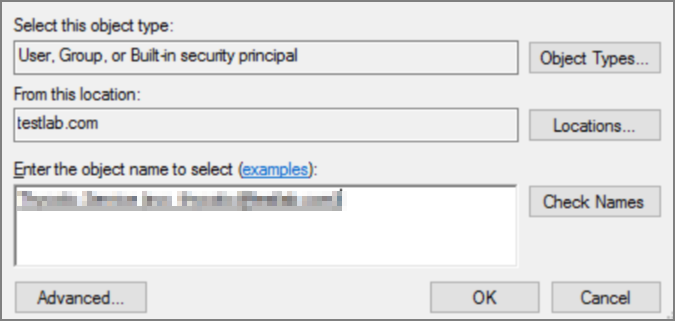 Select this object type:
User, Group, or Built-in security principal
Object Types...
From this location:
testlab.com
Locations...
Enter the object name to select (examples):
Check Names
Advanced...
OK
Cancel